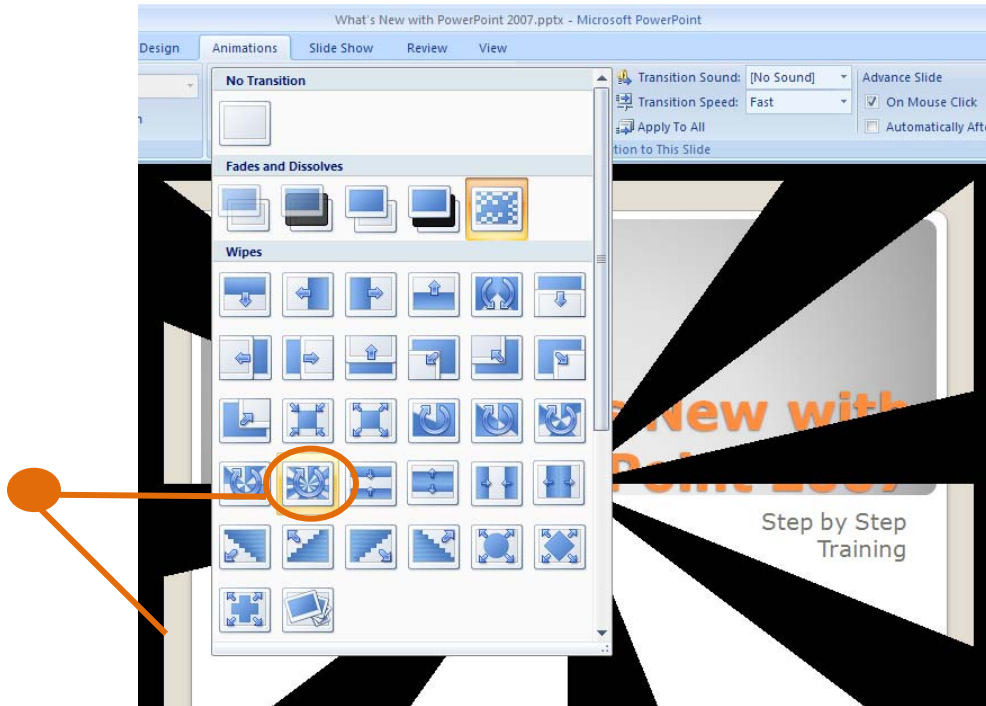 What's New with PowerPoint 2007.pptx - Microsoft PowerPoint
Design Animations Slide Show Review View
No Transition
Transition Sound: [No Sound]
Transition Speed: Fast
Apply To All
Advance Slide
On Mouse Click
Automatically Afte
tion to This Slide
Fades and Dissolves
Wipes
s New with
Point 2007
Step by Step
Training